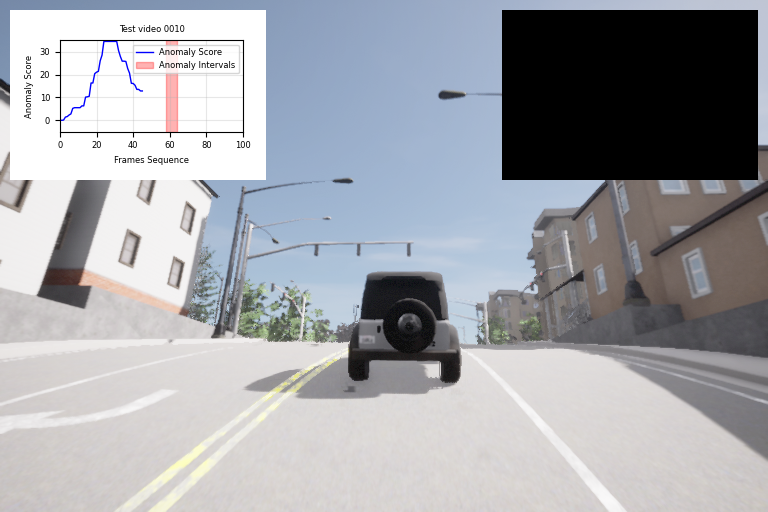 Test video 0010
Anomaly Score
30
20
10
0
Anomaly Score
Anomaly Intervals
0 20 40 60 80 100
Frames Sequence